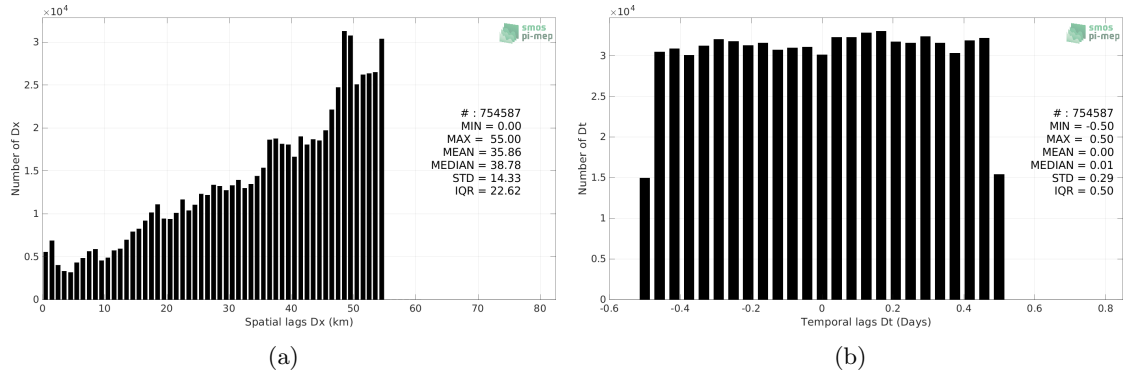 ×10⁴
3
2.5
2
1.5
1
0.5
0
Number of Dx
0 10 20 30 40 50 60 70 80
Spatial lags Dx (km)
smos
pi-mep
# : 754587
MIN = 0.00
MAX = 55.00
MEAN = 35.86
MEDIAN = 38.78
STD = 14.33
IQR = 22.62
(a)
×10⁴
3
2.5
2
1.5
1
0.5
0
Number of Dt
-0.6 -0.4 -0.2 0 0.2 0.4 0.6 0.8
Temporal lags Dt (Days)
smos
pi-mep
# : 754587
MIN = -0.50
MAX = 0.50
MEAN = 0.00
MEDIAN = 0.01
STD = 0.29
IQR = 0.50
(b)